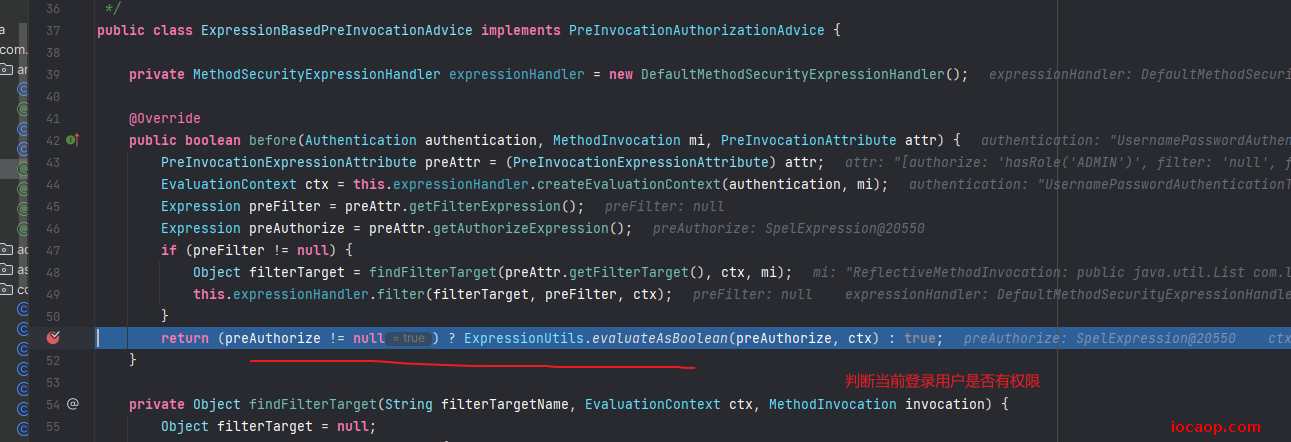 36 */
a
37 public class ExpressionBasedPreInvocationAdvice implements PreInvocationAuthorizationAdvice {
com.
38
39 private MethodSecurityExpressionHandler expressionHandler = new DefaultMethodSecurityExpressionHandler(); expressionHandler: DefaultMethodSecuri
40
41 @Override
42 public boolean before(Authentication authentication, MethodInvocation mi, PreInvocationAttribute attr) { authentication: "UsernamePasswordAuthen
43 PreInvocationExpressionAttribute preAttr = (PreInvocationExpressionAttribute) attr; attr: "[authorize: 'hasRole('ADMIN')', filter: 'null', f
44 EvaluationContext ctx = this.expressionHandler.createEvaluationContext(authentication, mi); authentication: "UsernamePasswordAuthenticationT
45 Expression preFilter = preAttr.getFilterExpression(); preFilter: null
46 Expression preAuthorize = preAttr.getAuthorizeExpression(); preAuthorize: SpelExpression@20550
47 if (preFilter != null) {
48 Object filterTarget = findFilterTarget(preAttr.getFilterTarget(), ctx, mi); mi: "ReflectiveMethodInvocation: public java.util.List com.l
49 this.expressionHandler.filter(filterTarget, preFilter, ctx); preFilter: null expressionHandler: DefaultMethodSecurityExpressionHandle
50 }
return (preAuthorize != null = true ) ? ExpressionUtils.evaluateAsBoolean(preAuthorize, ctx) : true; preAuthorize: SpelExpression@20550 ctx
52 }
判断当前登录用户是否有权限
53
54 @ private Object findFilterTarget(String filterTargetName, EvaluationContext ctx, MethodInvocation invocation) {
55 Object filterTarget = null;
iocaop.com